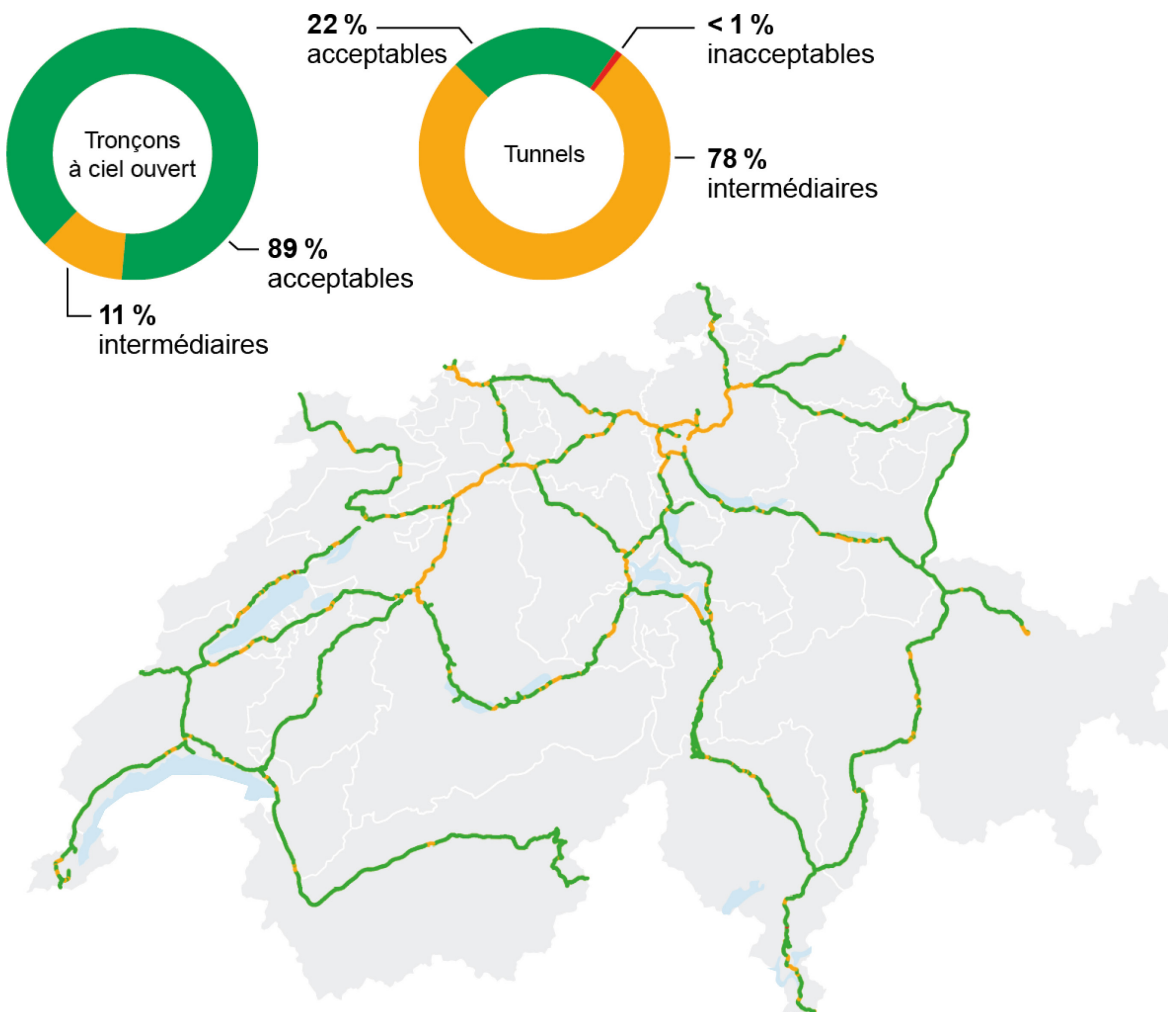 22 %
acceptables
< 1 %
inacceptables
Tronçons
à ciel ouvert
Tunnels
78 %
intermédiaires
89 %
acceptables
11 %
intermédiaires